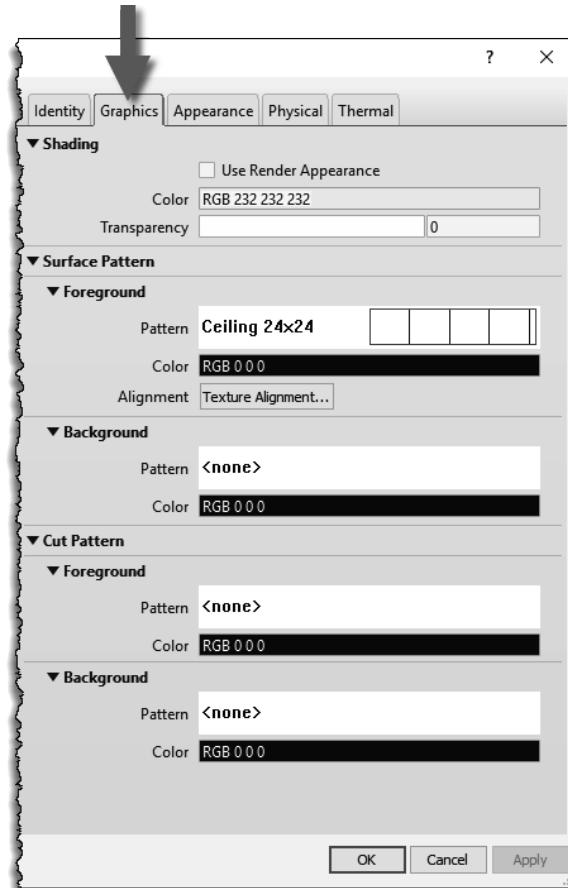 ?
Identity Graphics Appearance Physical Thermal
Shading
Use Render Appearance
Color RGB 232 232 232
Transparency 0
Surface Pattern
Foreground
Pattern Ceiling 24x24
Color RGB 0 0 0
Alignment Texture Alignment...
Background
Pattern <none>
Color RGB 0 0 0
Cut Pattern
Foreground
Pattern <none>
Color RGB 0 0 0
Background
Pattern <none>
Color RGB 0 0 0
OK Cancel Apply